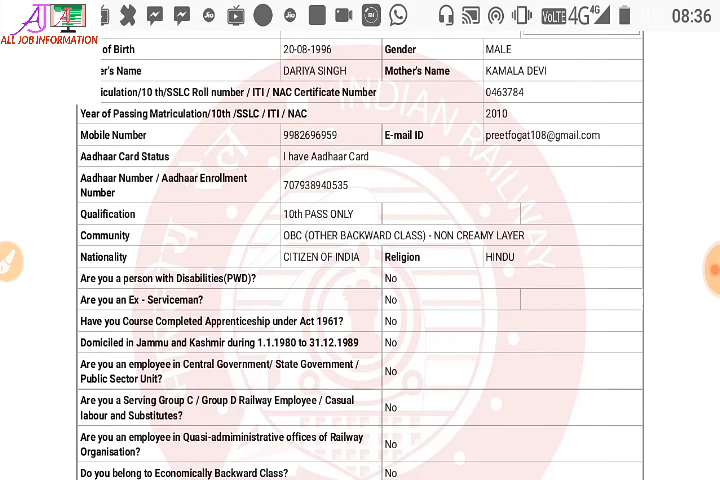 VoLTE 4G 4G 08:36
AJI
ALL JOB INFORMATION
of Birth 20-08-1996 Gender MALE
er's Name DARIYA SINGH Mother's Name KAMALA DEVI
iculation/10 th/SSLC Roll number / ITI / NAC Certificate Number 0463784
Year of Passing Matriculation/10th /SSLC / ITI / NAC 2010
Mobile Number 9982696959 E-mail ID preetfogat108@gmail.com
Aadhaar Card Status I have Aadhaar Card
Aadhaar Number / Aadhaar Enrollment
Number 707938940535
Qualification 10th PASS ONLY
Community OBC (OTHER BACKWARD CLASS) - NON CREAMY LAYER
Nationality CITIZEN OF INDIA Religion HINDU
Are you a person with Disabilities(PWD)? No
Are you an Ex - Serviceman? No
Have you Course Completed Apprenticeship under Act 1961? No
Domiciled in Jammu and Kashmir during 1.1.1980 to 31.12.1989 No
Are you an employee in Central Government/ State Government /
Public Sector Unit? No
Are you a Serving Group C / Group D Railway Employee / Casual
labour and Substitutes? No
Are you an employee in Quasi-admiministrative offices of Railway
Organisation? No
Do you belong to Economically Backward Class? No
INDIAN RAILWAY